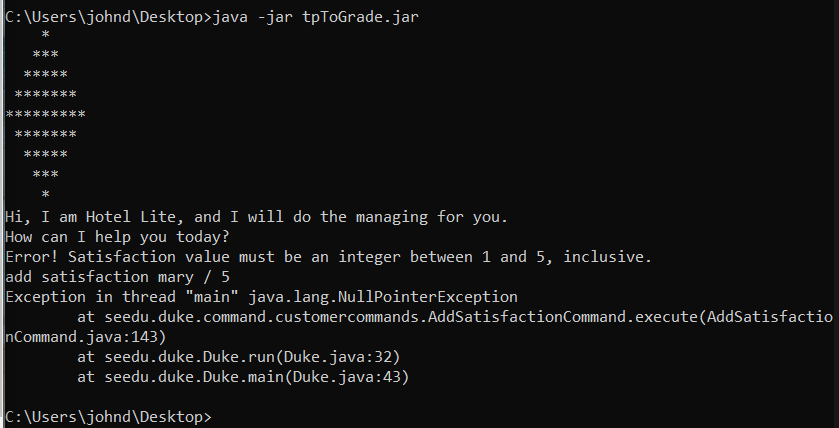 C:\Users\johnd\Desktop>java -jar tpToGrade.jar
    *
   ***
  *****
 *******
*********
 *******
  *****
   ***
    *
Hi, I am Hotel Lite, and I will do the managing for you.
How can I help you today?
Error! Satisfaction value must be an integer between 1 and 5, inclusive.
add satisfaction mary / 5
Exception in thread "main" java.lang.NullPointerException
        at seedu.duke.command.customercommands.AddSatisfactionCommand.execute(AddSatisfactio
nCommand.java:143)
        at seedu.duke.Duke.run(Duke.java:32)
        at seedu.duke.Duke.main(Duke.java:43)
C:\Users\johnd\Desktop>